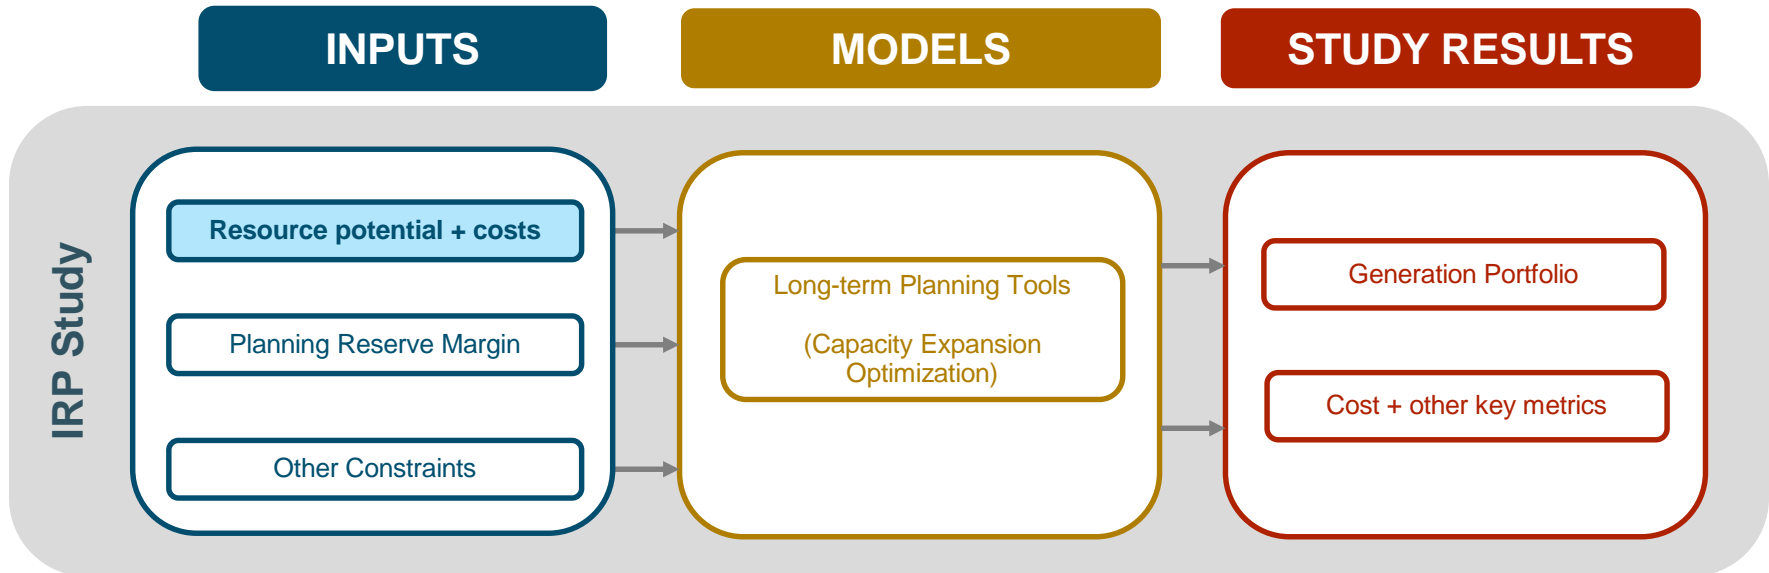 INPUTS
MODELS
STUDY RESULTS
IRP Study
Resource potential + costs
Planning Reserve Margin
Other Constraints
Long-term Planning Tools
(Capacity Expansion
Optimization)
Generation Portfolio
Cost + other key metrics